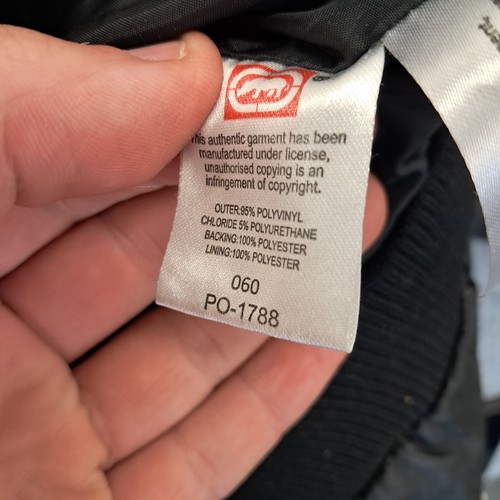 ®
This authentic garment has been
manufactured under license,
unauthorised copying is an
infringement of copyright.
OUTER:95% POLYVINYL
CHLORIDE 5% POLYURETHANE
BACKING:100% POLYESTER
LINING:100% POLYESTER
060
PO-1788